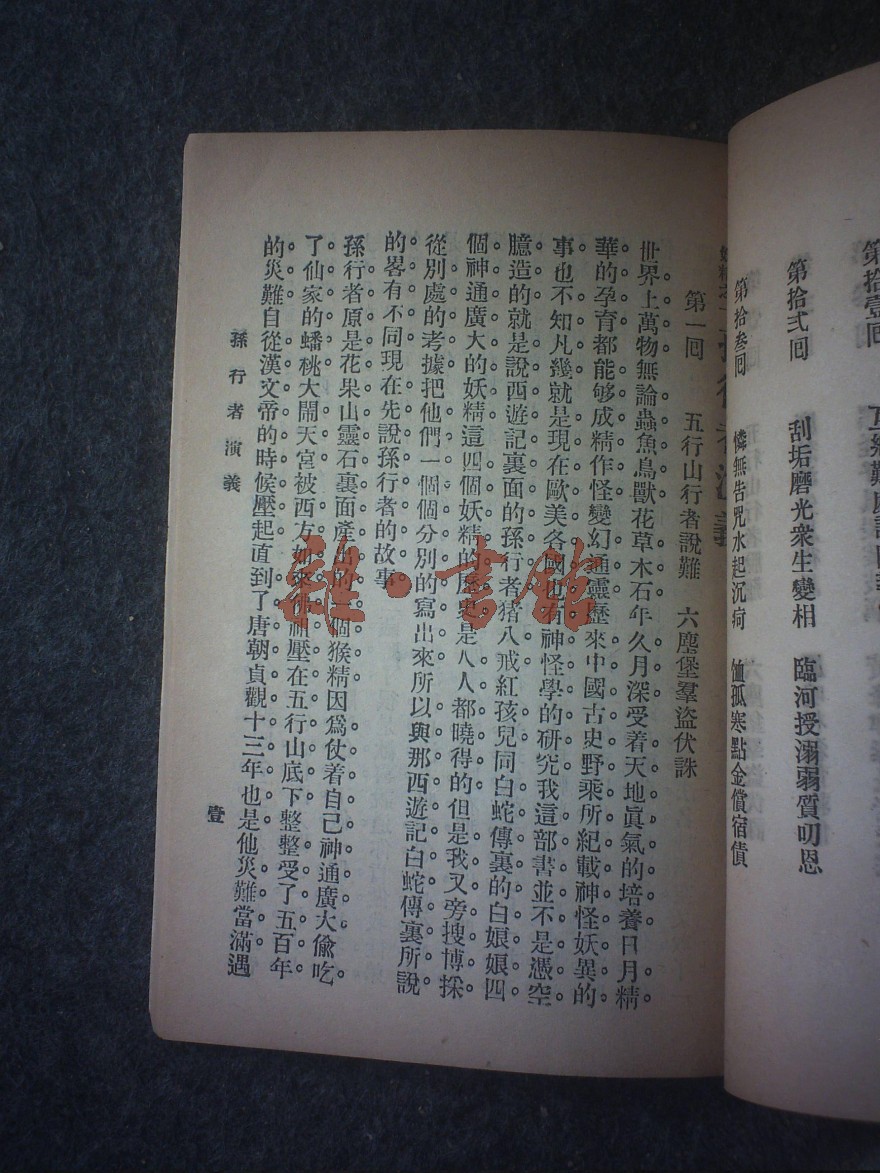 第拾壹囘
第拾弍囘　刮垢磨光衆生變相　臨河授溺弱質叨恩
第拾叁囘　憐無告咒水起沉疴　恤孤寒點金償宿債
第一囘　五行山行者說難　六塵堡羣盜伏誅
世界上萬物無論蟲魚鳥獸花草木石年久月深受着天地眞氣的培養日月精
華的孕育都能够成精作怪變幻通靈歷來中國古史野乘所紀載神怪妖異的
事也不知凡幾就是現在歐美各國也有神怪學的硏究我這部書並不是憑空
臆造的就是說西遊記裏面的孫行者猪八戒紅孩兒同白蛇傳裏的白娘娘四
個神通廣大的妖精這四個妖精的歷史是人人都曉得的但是我又旁搜博採
從別處的考據把他們一個個分別的寫出來所以與那西遊記白蛇傳裏所說
的畧有不同現在先說孫行者的故事
孫行者原是花果山靈石裏面產出的一個猴精因爲仗着自己神通廣大偸吃
了仙家的蟠桃大鬧天宮被西方如來佛祖壓在五行山底下整整受了五百年
的災難自從漢文帝的時候壓起直到了唐朝貞觀十三年也是他災難當滿遇
孫行者演義
壹
雜·書館